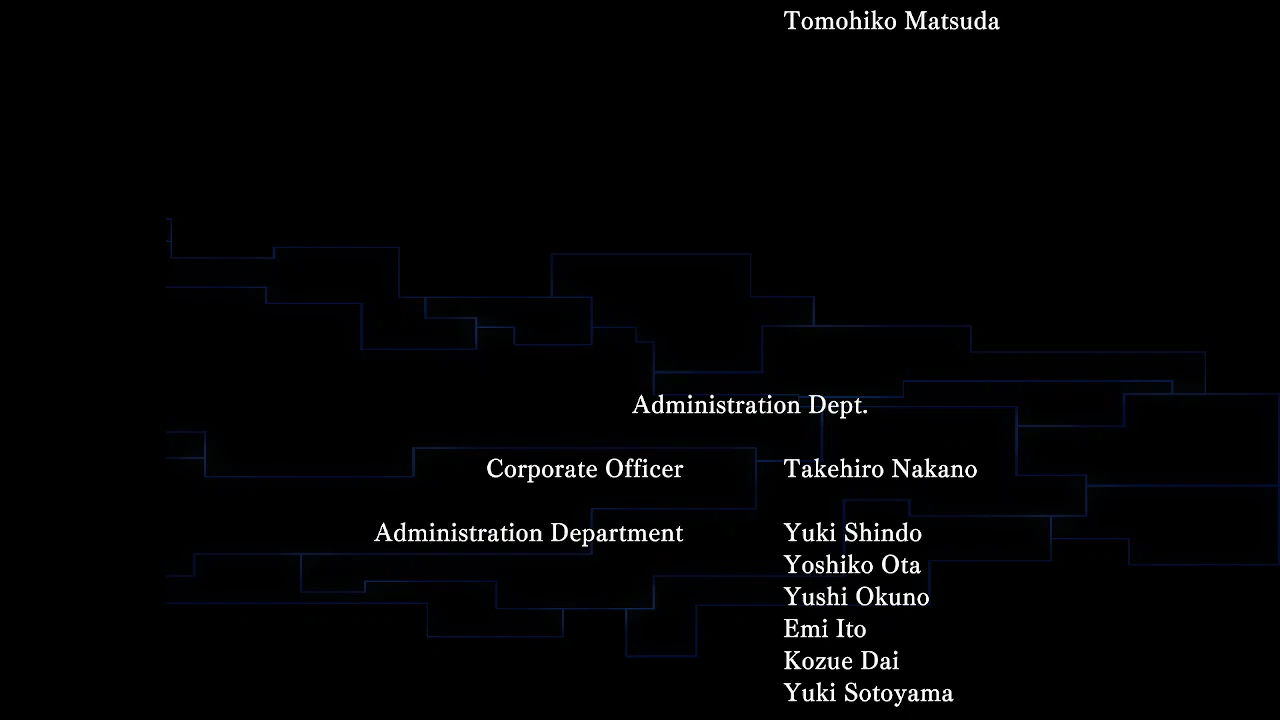 Tomohiko Matsuda
Administration Dept.
Corporate Officer Takehiro Nakano
Administration Department Yuki Shindo
Yoshiko Ota
Yushi Okuno
Emi Ito
Kozue Dai
Yuki Sotoyama